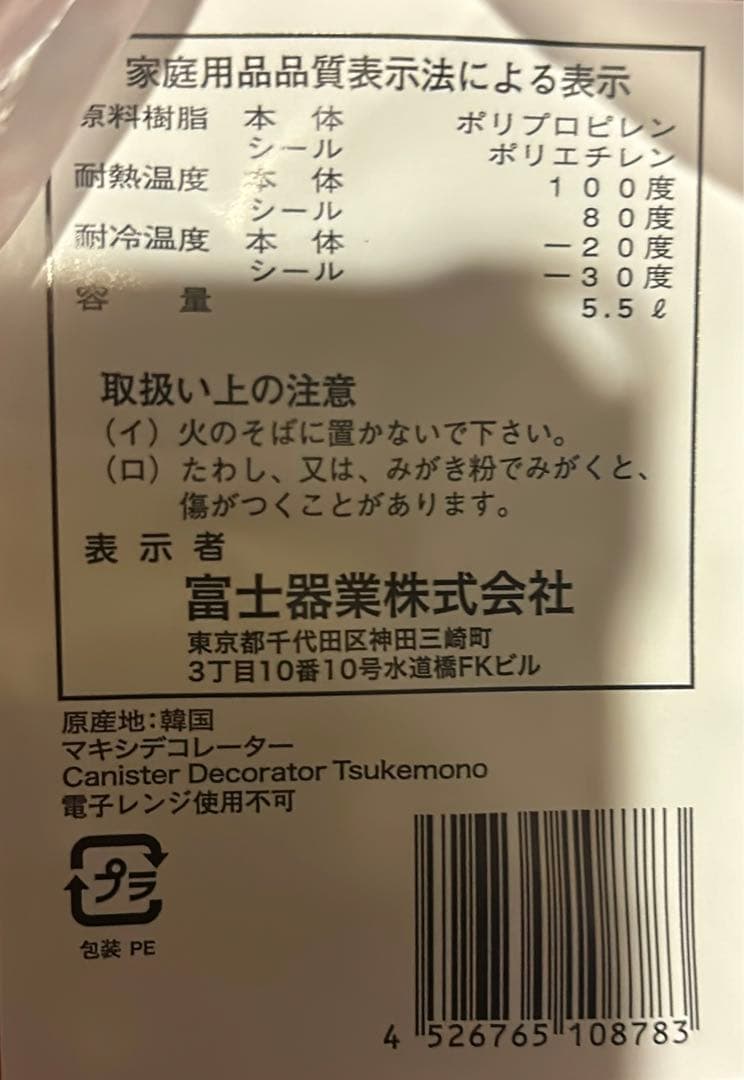 家庭用品品質表示法による表示
原料樹脂 本 体 ポリプロピレン
シール ポリエチレン
耐熱温度 本 体 100度
シール 80度
耐冷温度 本 体 －20度
シール －30度
容 量 5.5ℓ
取扱い上の注意
（イ）火のそばに置かないで下さい。
（ロ）たわし、又は、みがき粉でみがくと、
傷がつくことがあります。
表 示 者
富士器業株式会社
東京都千代田区神田三崎町
3丁目10番10号水道橋FKビル
原産地：韓国
マキシデコレーター
Canister Decorator Tsukemono
電子レンジ使用不可
プラ
包装 PE
4 526765 108783